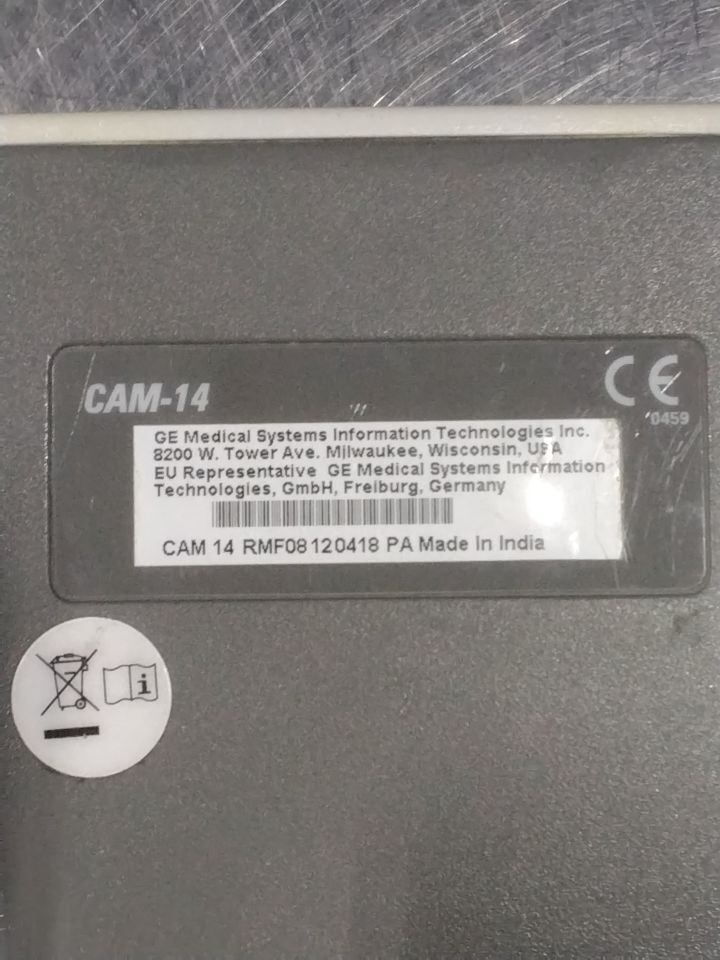 CAM-14
CE
0459
GE Medical Systems Information Technologies Inc.
8200 W. Tower Ave. Milwaukee, Wisconsin, USA
EU Representative GE Medical Systems Information
Technologies, GmbH, Freiburg, Germany
CAM 14 RMF08120418 PA Made In India
i